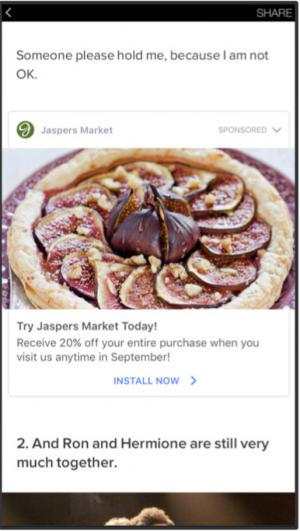 SHARE
Someone please hold me, because I am not
OK.
Jaspers Market
SPONSORED
Try Jaspers Market Today!
Receive 20% off your entire purchase when you
visit us anytime in September!
INSTALL NOW
2. And Ron and Hermione are still very
much together.